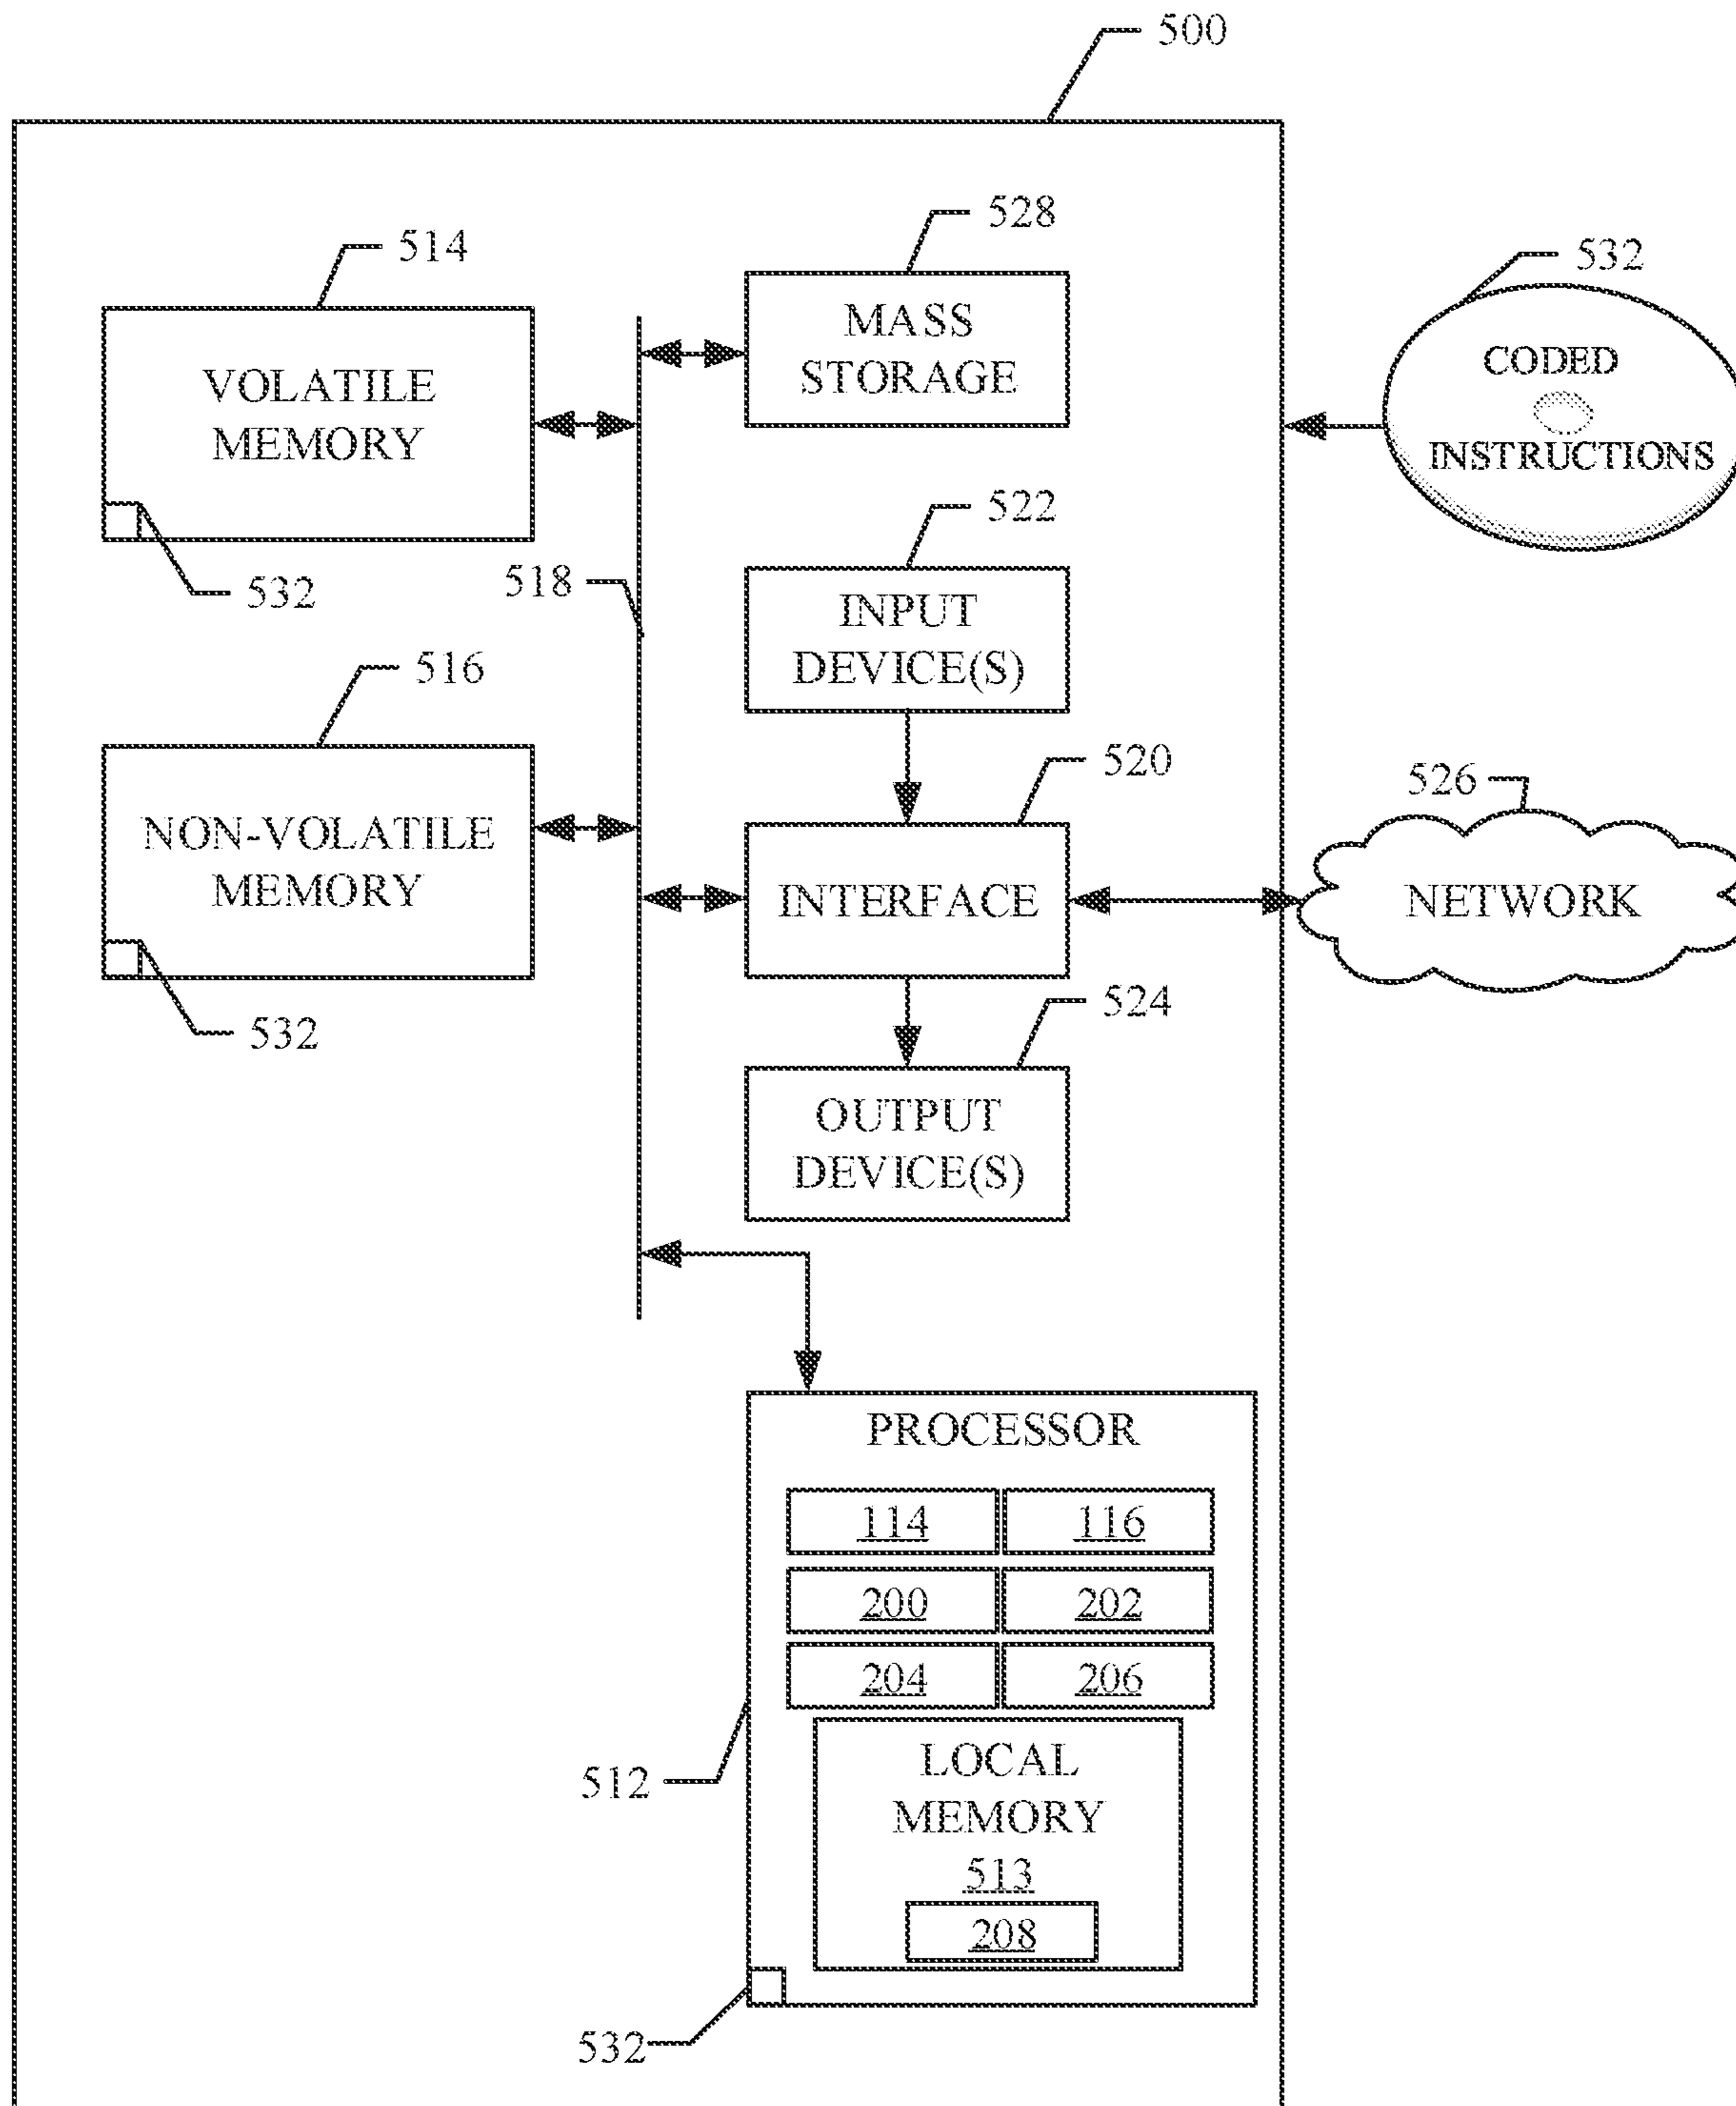 500
528
514
532
MASS
STORAGE
VOLATILE
MEMORY
CODED
INSTRUCTIONS
522
532
518
INPUT
DEVICE(S)
516
520
526
NON-VOLATILE
MEMORY
INTERFACE
NETWORK
532
524
OUTPUT
DEVICE(S)
PROCESSOR
114
116
200
202
204
206
512
LOCAL
MEMORY
513
208
532